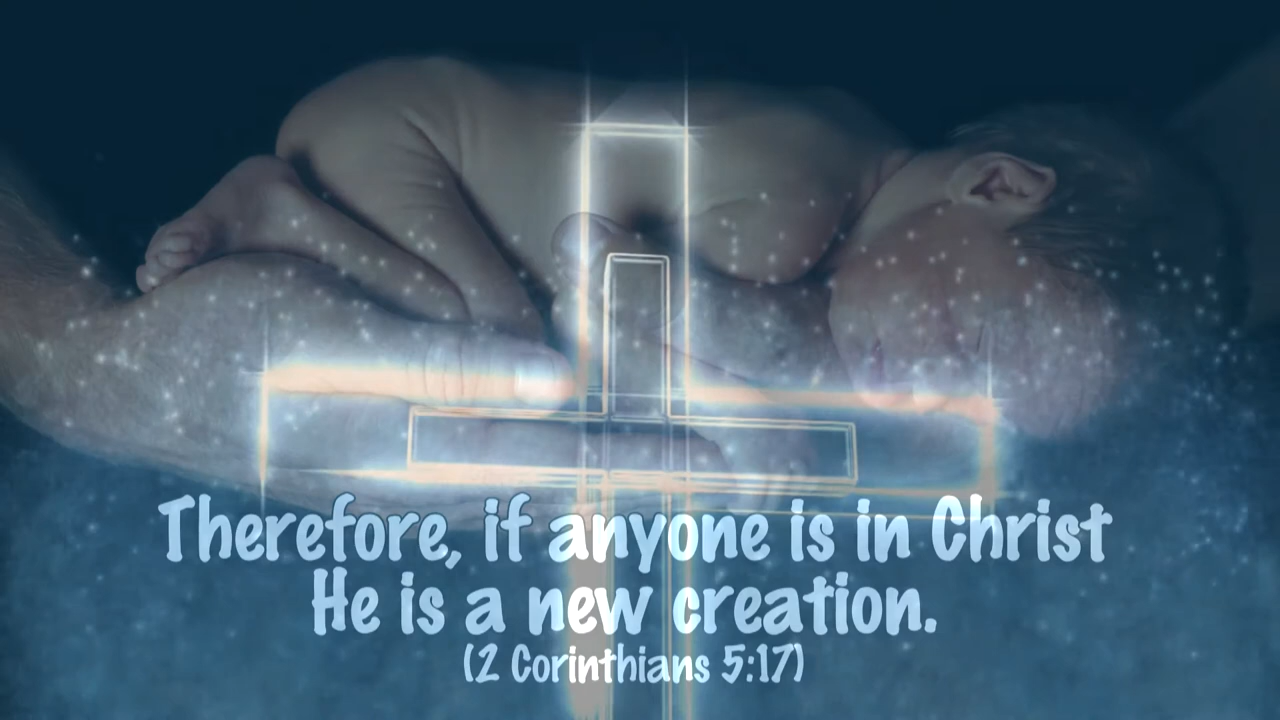 Therefore, if anyone is in Christ
He is a new creation.
(2 Corinthians 5:17)